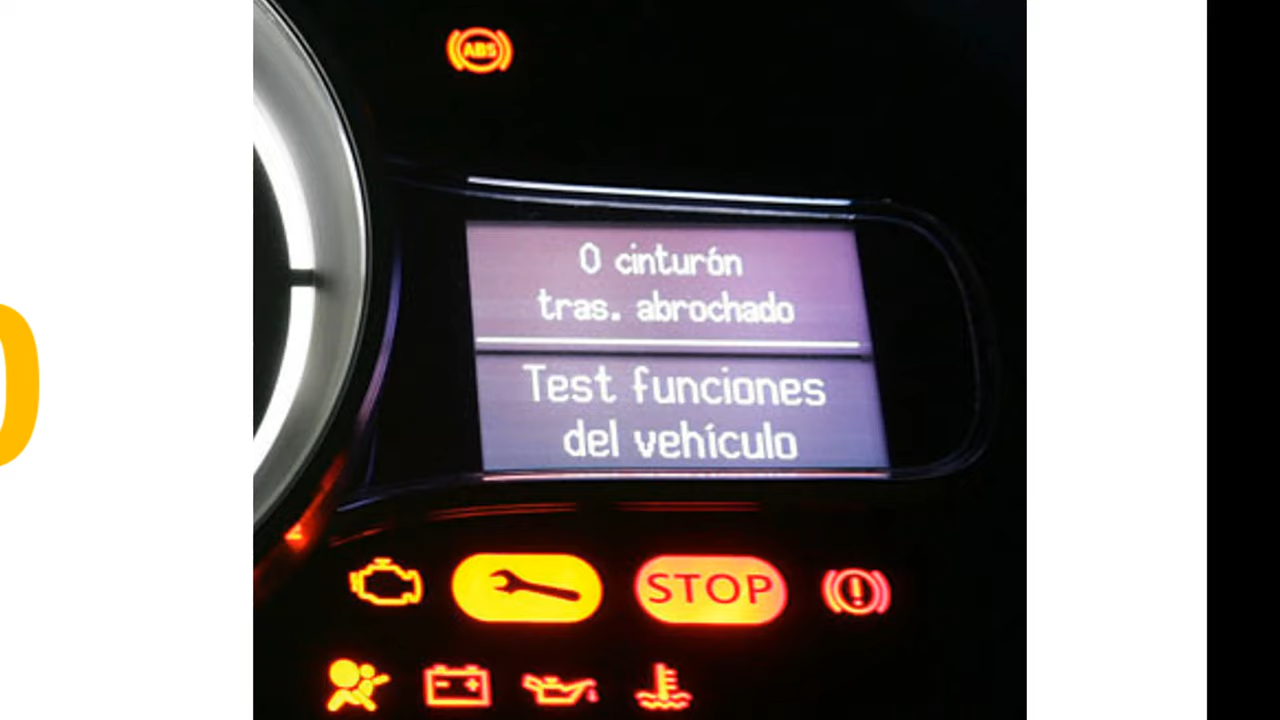 ABS
0 cinturón
tras. abrochado
Test funciones
del vehículo
STOP